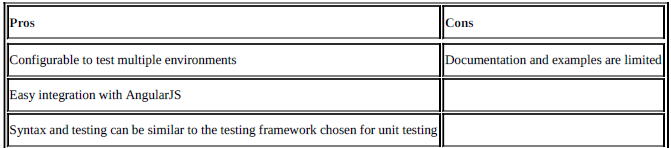 Pros Cons
Configurable to test multiple environments Documentation and examples are limited
Easy integration with AngularJS
Syntax and testing can be similar to the testing framework chosen for unit testing